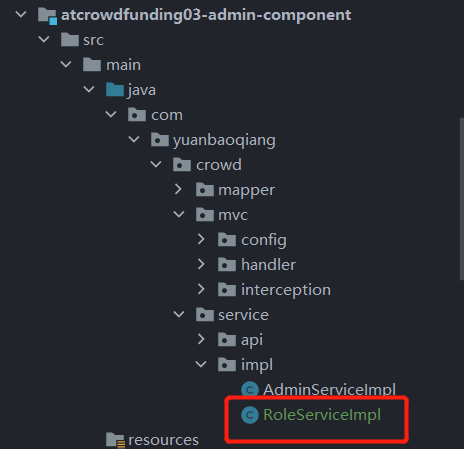 atcrowdfunding03-admin-component
src
main
java
com
yuanbaoqiang
crowd
mapper
mvc
config
handler
interception
service
api
impl
AdminServiceImpl
RoleServiceImpl
resources